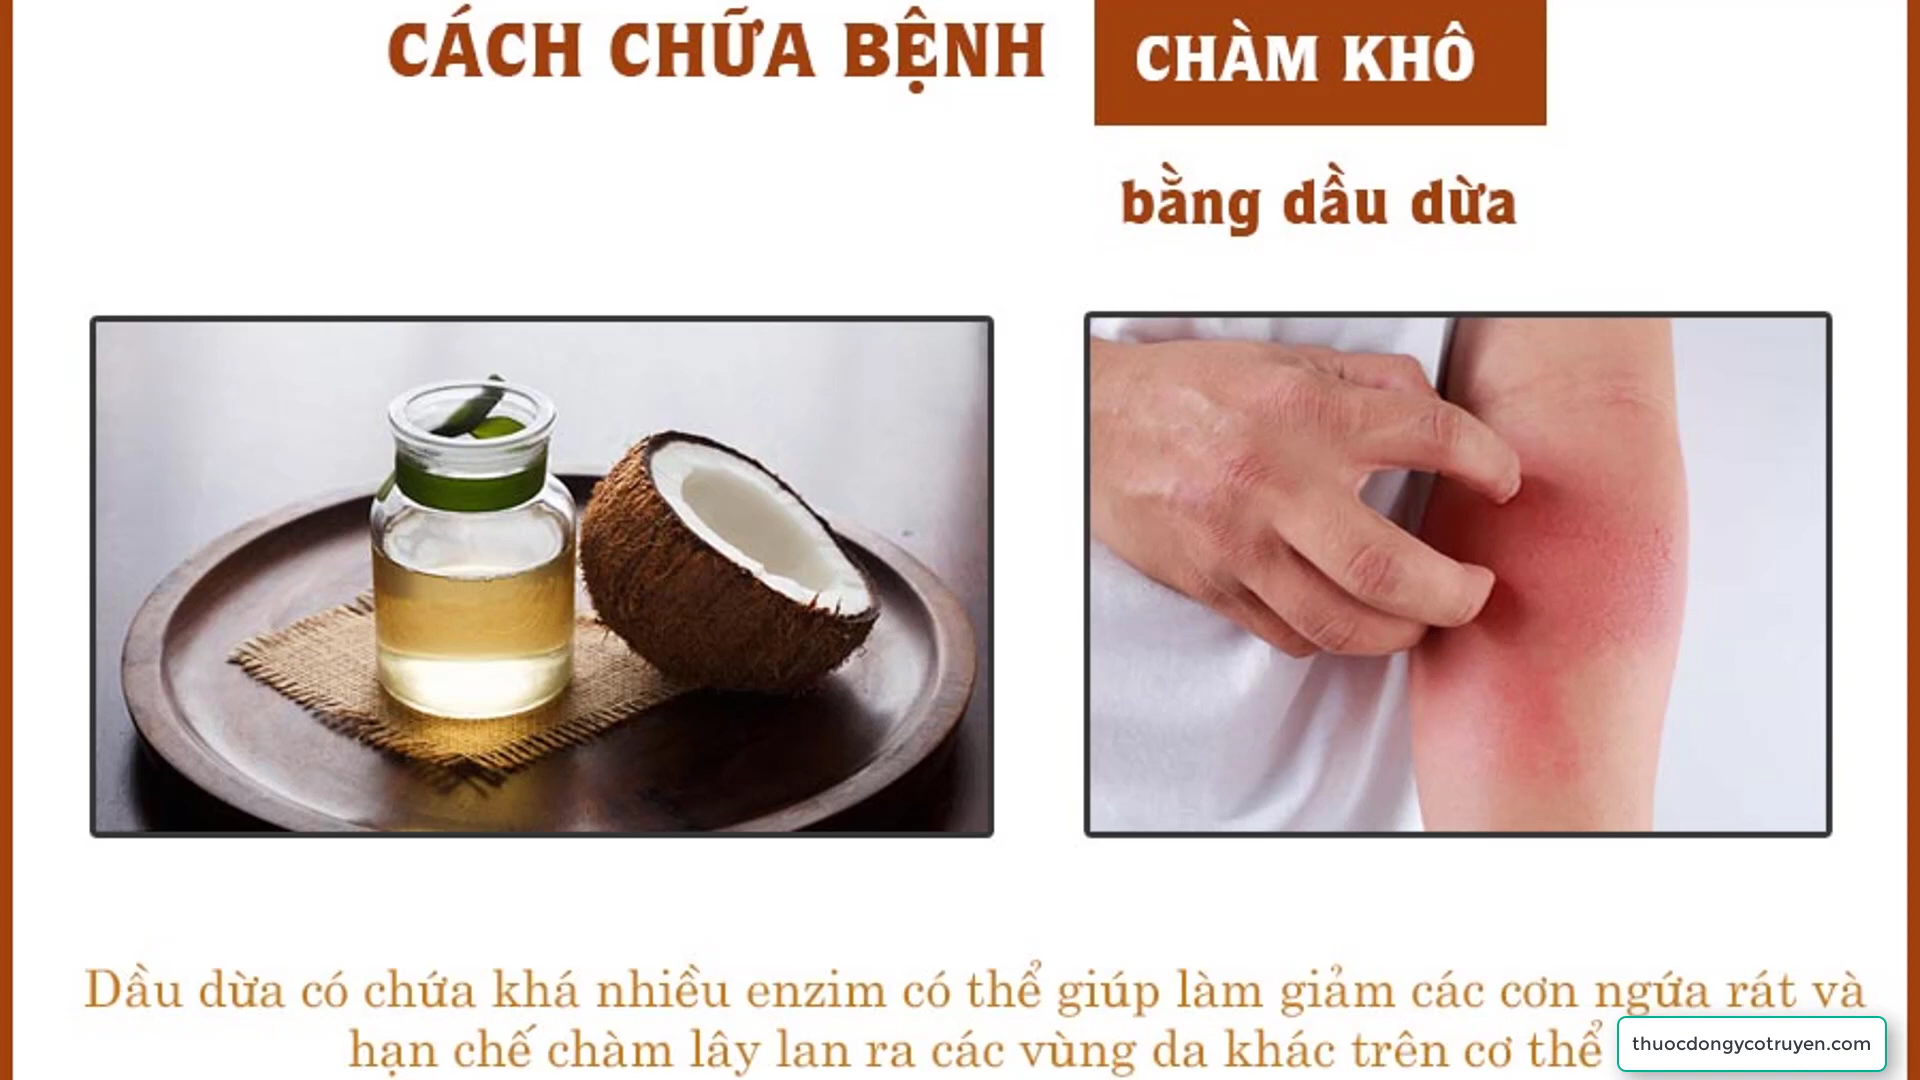 CÁCH CHỮA BỆNH CHÀM KHÔ
bằng dầu dừa
Dầu dừa có chứa khá nhiều enzim có thể giúp làm giảm các cơn ngứa rát và
hạn chế chàm lây lan ra các vùng da khác trên cơ thể
thuocdongycotruyen.com